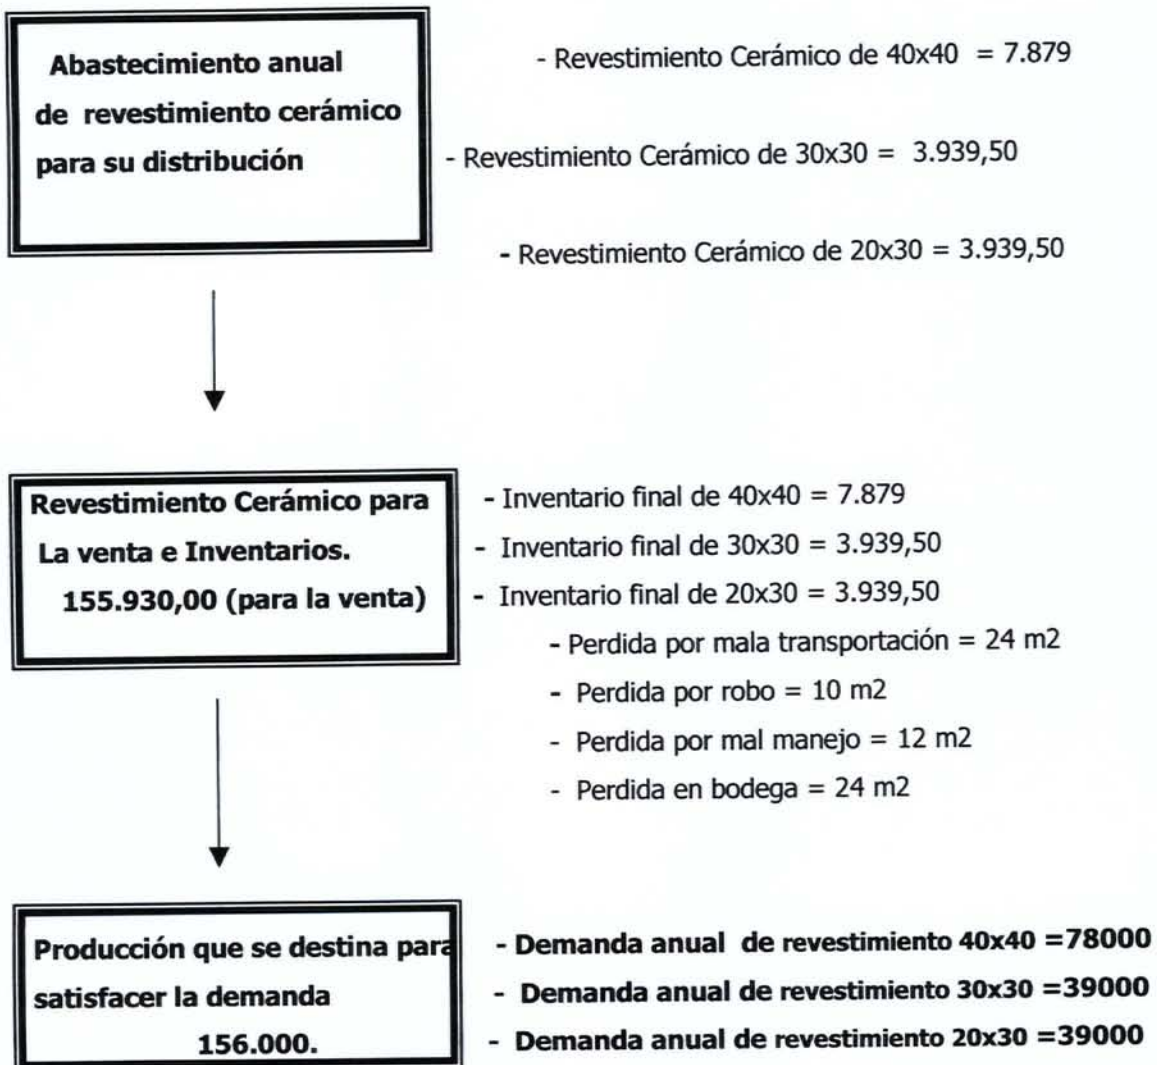 Abastecimiento anual
de revestimiento cerámico
para su distribución
- Revestimiento Cerámico de 40x40 = 7.879
- Revestimiento Cerámico de 30x30 = 3.939,50
- Revestimiento Cerámico de 20x30 = 3.939,50
Revestimiento Cerámico para
La venta e Inventarios.
155.930,00 (para la venta)
- Inventario final de 40x40 = 7.879
- Inventario final de 30x30 = 3.939,50
- Inventario final de 20x30 = 3.939,50
- Perdida por mala transportación = 24 m2
- Perdida por robo = 10 m2
- Perdida por mal manejo = 12 m2
- Perdida en bodega = 24 m2
Producción que se destina para
satisfacer la demanda
156.000.
- Demanda anual de revestimiento 40x40 =78000
- Demanda anual de revestimiento 30x30 =39000
- Demanda anual de revestimiento 20x30 =39000